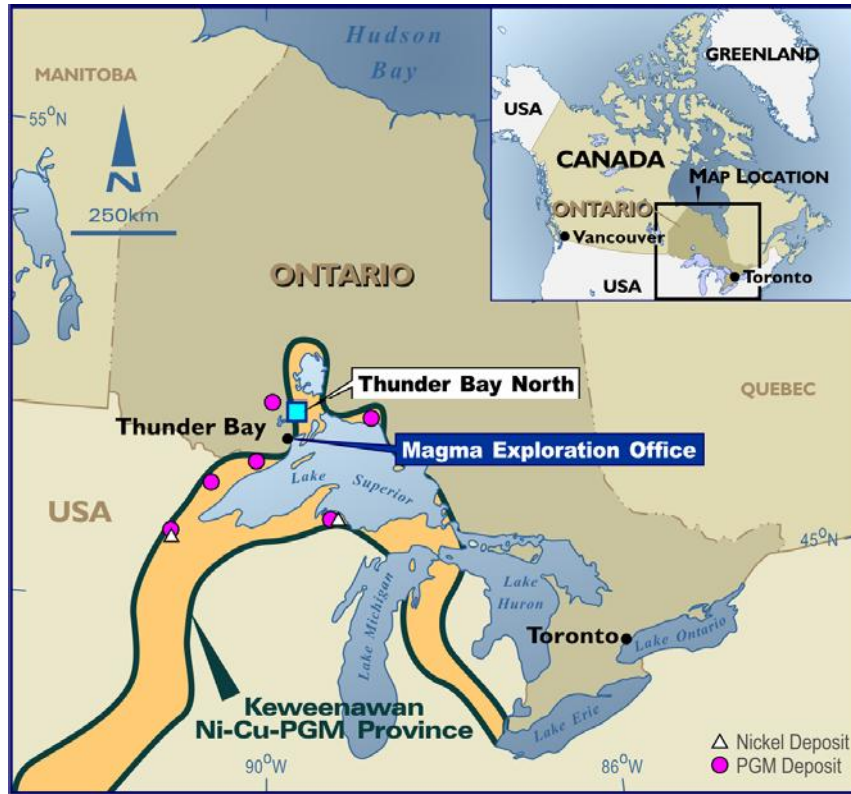 Hudson
Bay
MANITOBA
55°N
N
250km
ONTARIO
GREENLAND
USA
CANADA
MAP LOCATION
ONTARIO
Vancouver
Toronto
USA
QUEBEC
Thunder Bay North
Thunder Bay
Magma Exploration Office
Lake
Superior
USA
45°N
Lake
Huron
Lake Michigan
Toronto
Lake Ontario
Keweenawan
Ni-Cu-PGM Province
Lake Erie
Nickel Deposit
PGM Deposit
90°W
86°W